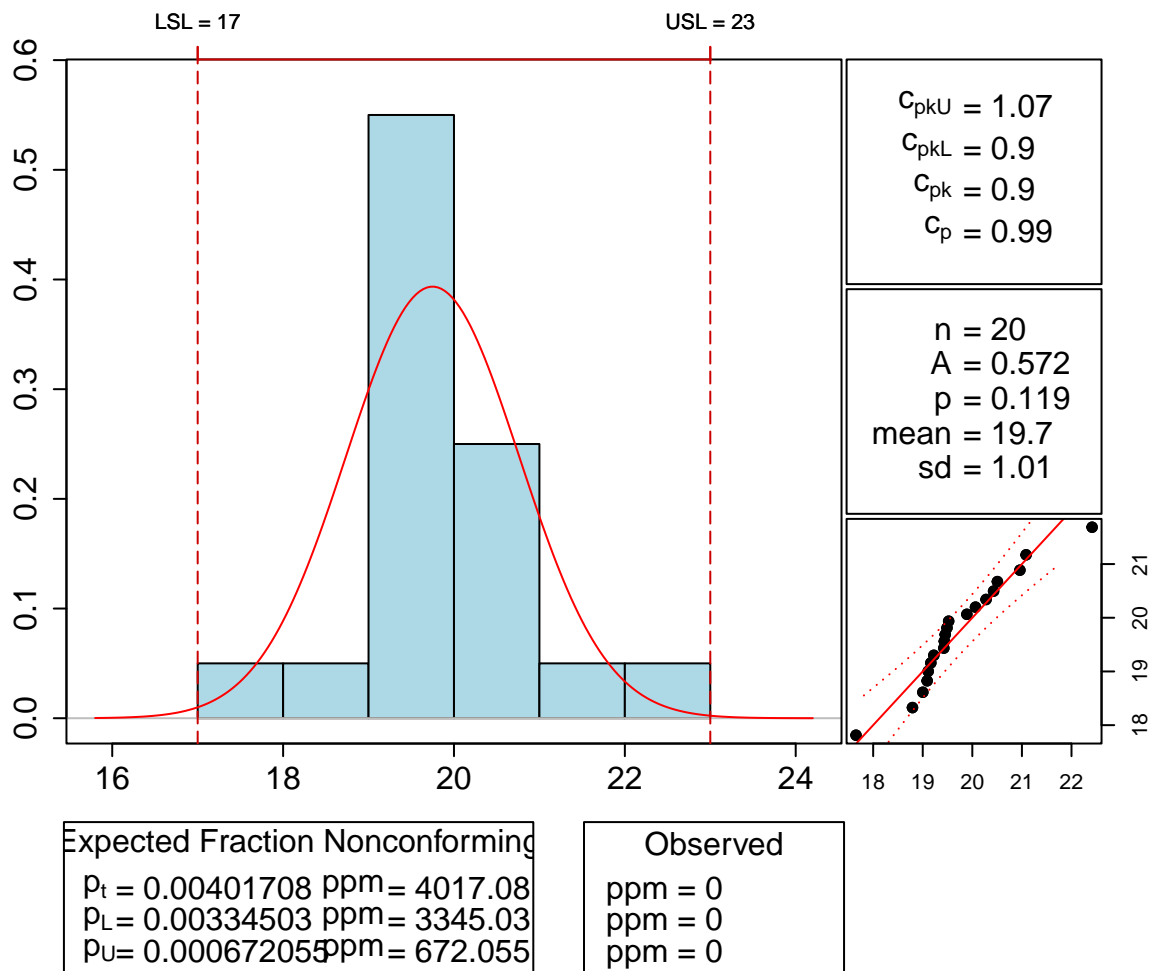 LSL = 17 USL = 23
0.6
0.5
0.4
0.3
0.2
0.1
0.0
16 18 20 22 24
cpkU = 1.07
cpkL = 0.9
cpk = 0.9
cp = 0.99
n = 20
A = 0.572
p = 0.119
mean = 19.7
sd = 1.01
21
20
19
18
18 19 20 21 22
Expected Fraction Nonconforming
pt = 0.00401708 ppm = 4017.08
pL = 0.00334503 ppm = 3345.03
pU = 0.000672055 ppm = 672.055
Observed
ppm = 0
ppm = 0
ppm = 0